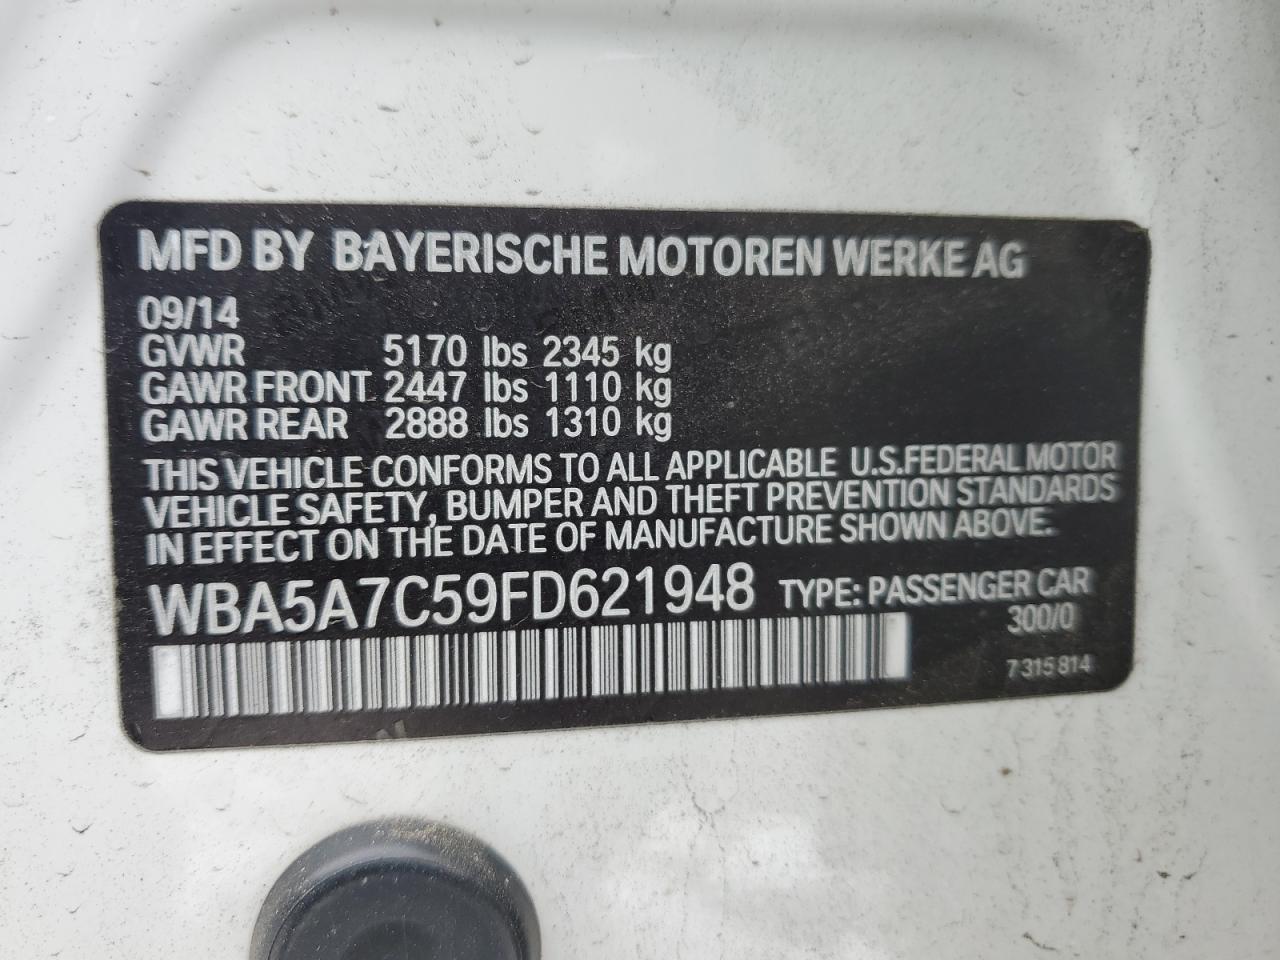 MFD BY BAYERISCHE MOTOREN WERKE AG
09/14
GVWR 5170 lbs 2345 kg
GAWR FRONT 2447 lbs 1110 kg
GAWR REAR 2888 lbs 1310 kg
THIS VEHICLE CONFORMS TO ALL APPLICABLE U.S.FEDERAL MOTOR
VEHICLE SAFETY, BUMPER AND THEFT PREVENTION STANDARDS
IN EFFECT ON THE DATE OF MANUFACTURE SHOWN ABOVE.
WBA5A7C59FD621948 TYPE: PASSENGER CAR
300/0
7 315 814